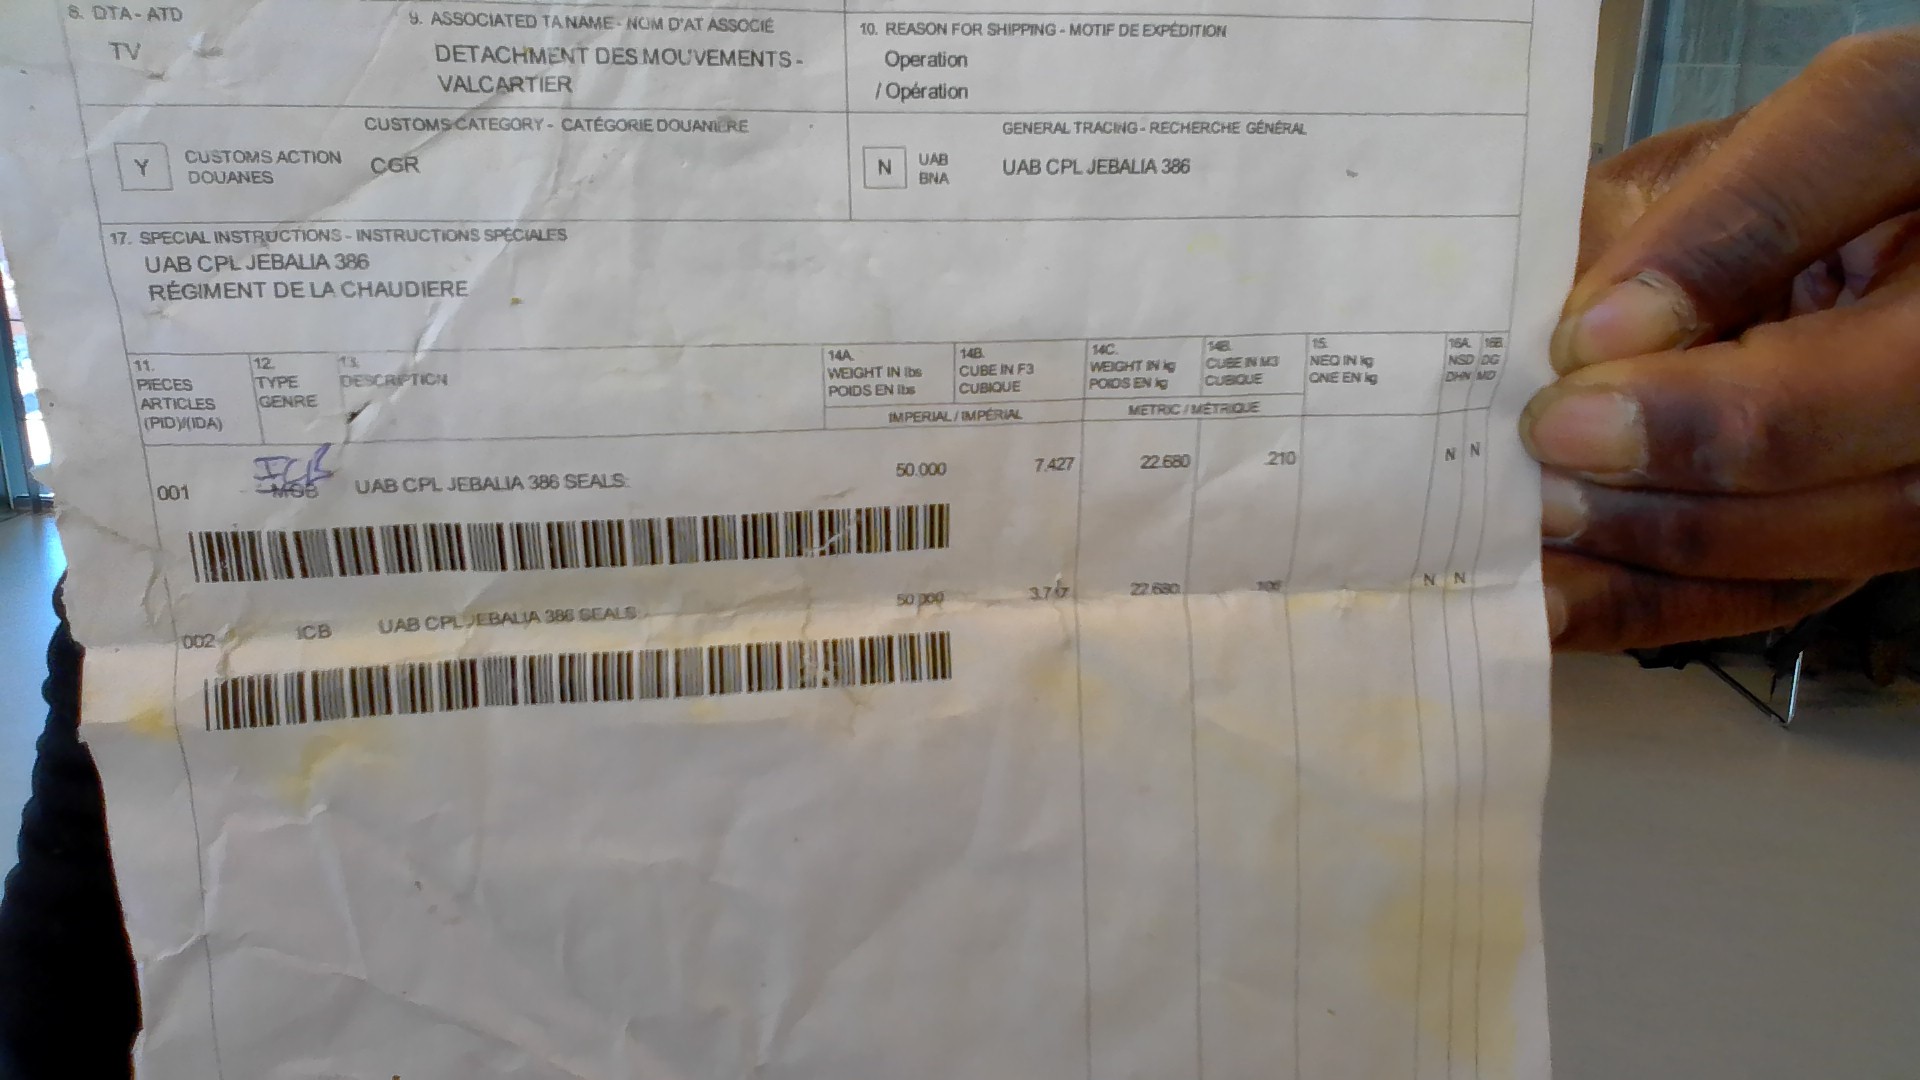 8. DTA - ATD
TV
9. ASSOCIATED TA NAME - NOM D'AT ASSOCIÉ
DETACHMENT DES MOUVEMENTS -
VALCARTIER
10. REASON FOR SHIPPING - MOTIF DE EXPÉDITION
Operation
/ Opération
CUSTOMS CATEGORY - CATÉGORIE DOUANIERE
Y
CUSTOMS ACTION
DOUANES
CGR
GENERAL TRACING - RECHERCHE GÉNÉRAL
N
UAB
BNA
UAB CPL JEBALIA 386
17. SPECIAL INSTRUCTIONS - INSTRUCTIONS SPÉCIALES
UAB CPL JEBALIA 386
RÉGIMENT DE LA CHAUDIERE
11.
PIECES
ARTICLES
(PID)/(IDA)
12.
TYPE
GENRE
13.
DESCRIPTION
14A.
WEIGHT IN lbs
POIDS EN lbs
14B.
CUBE IN F3
CUBIQUE
IMPERIAL / IMPÉRIAL
14C.
WEIGHT IN kg
POIDS EN kg
14B.
CUBE IN M3
CUBIQUE
METRIC / MÉTRIQUE
15.
NEQ IN kg
QNE EN kg
16A.
NSD
DHN
16B
DG
MD
001
ICB
MGB
UAB CPL JEBALIA 386 SEALS:
50.000
7.427
22.680
.210
N N
002
ICB
UAB CPL JEBALIA 386 SEALS:
50.000
22.680
N N